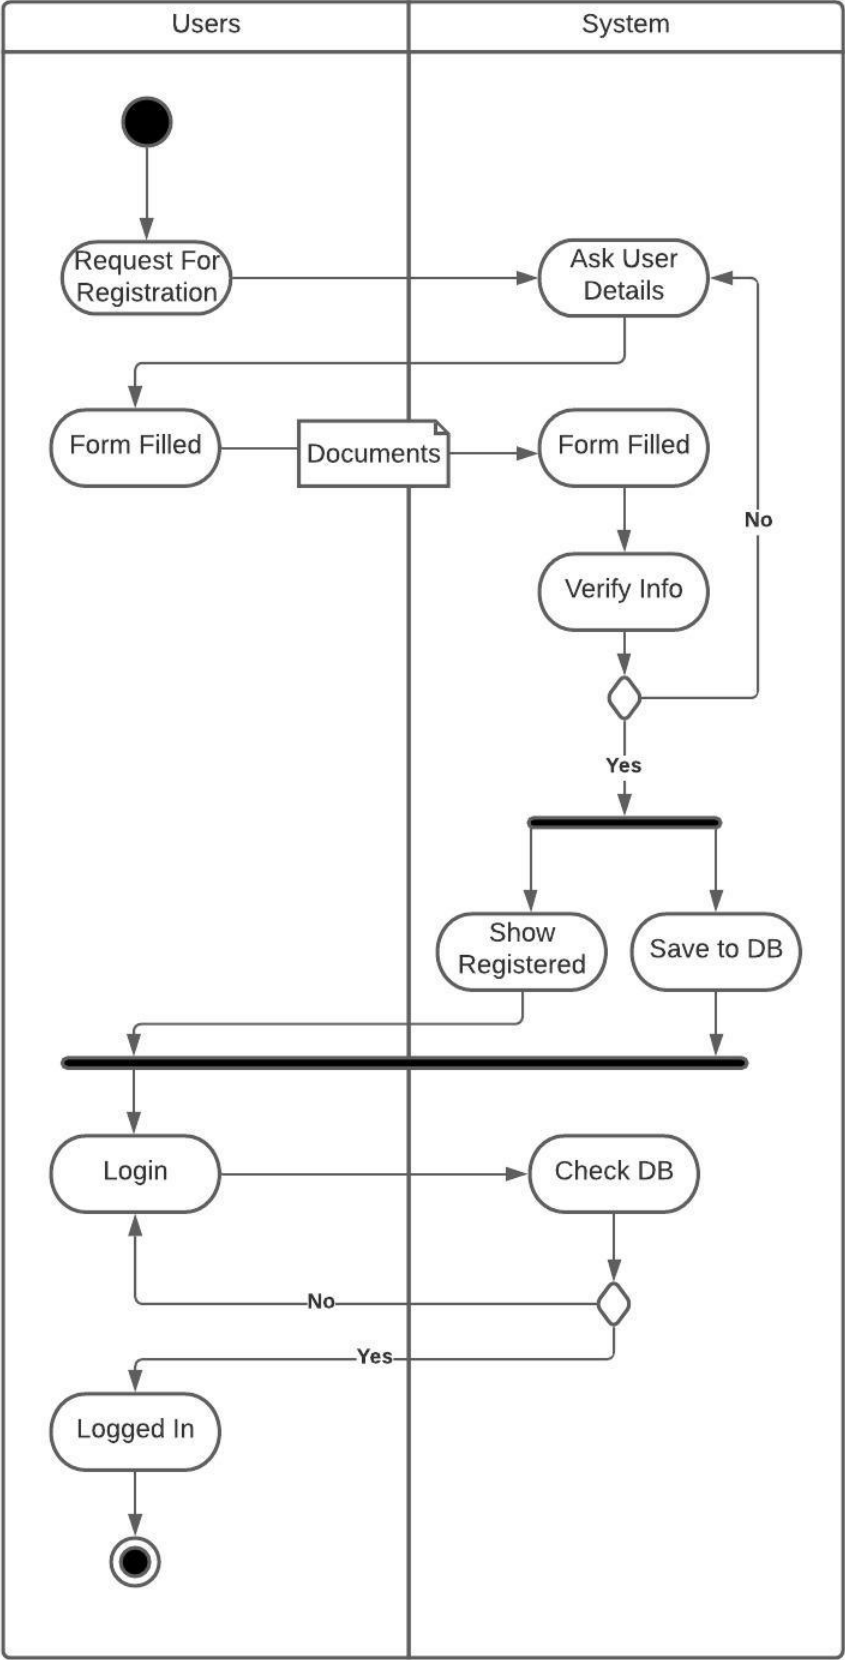 Users
System
Request For
Registration
Ask User
Details
Form Filled
Documents
Form Filled
No
Verify Info
Yes
Show
Registered
Save to DB
Login
Check DB
No
Yes
Logged In